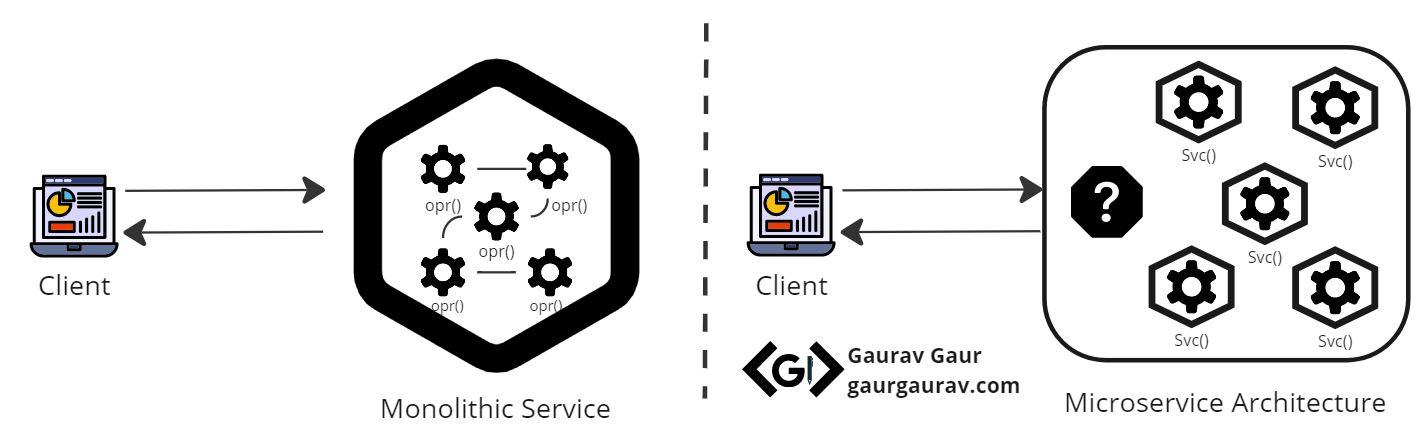 opr()
opr()
opr()
opr()
opr()
Client
Monolithic Service
?
Svc()
Svc()
Svc()
Svc()
Svc()
Client
<G>
Gaurav Gaur
gaurgaurav.com
Microservice Architecture